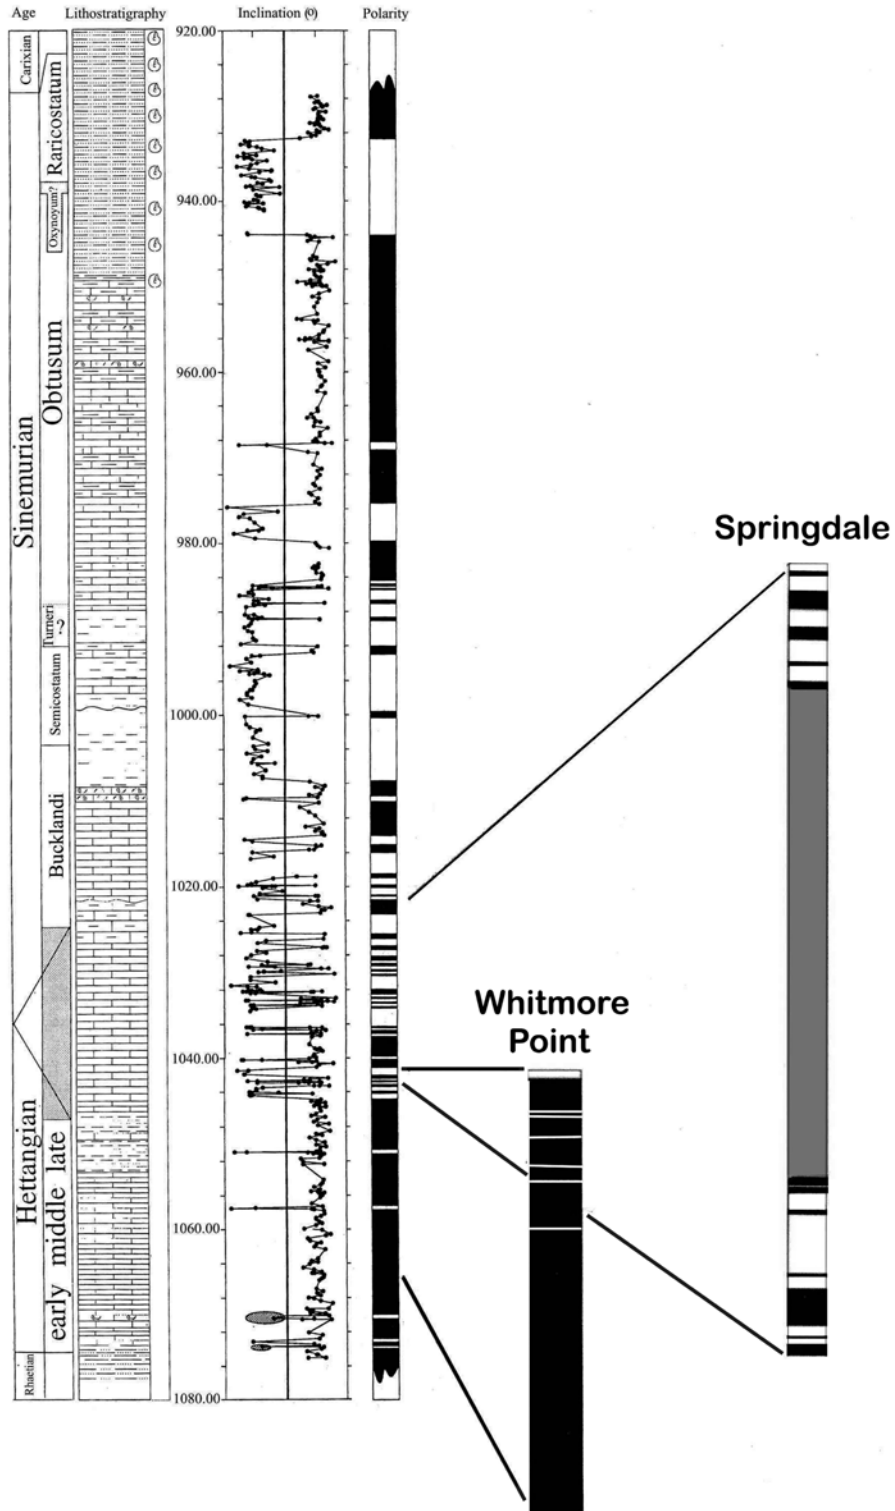 Age Lithostratigraphy Inclination (o) Polarity
Carixian
Raricostatum
Oxynoyum?
Obtusum
Sinemurian
Turneri
.?
Semicostatum
Bucklandi
Hettangian
late
middle
early
Rhaetian
920.00
940.00
960.00
980.00
1000.00
1020.00
1040.00
1060.00
1080.00
Springdale
Whitmore
Point